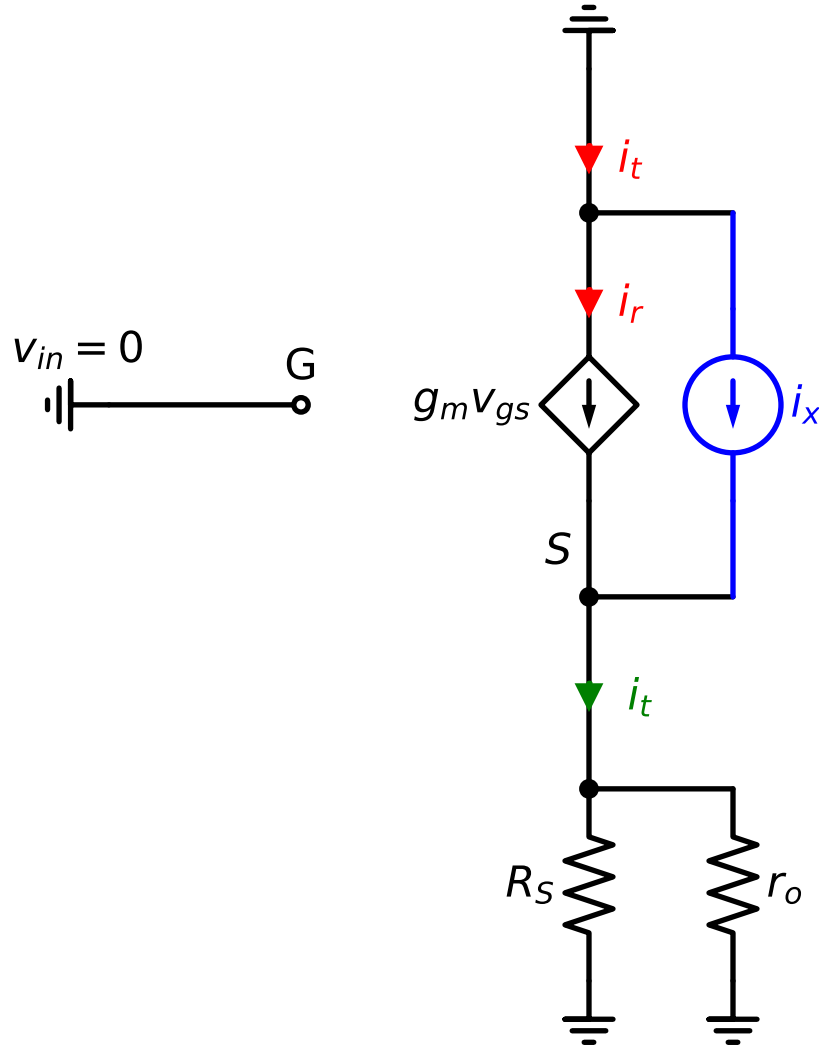 i_t
i_r
v_in = 0
G
g_m v_gs
i_x
S
i_t
R_S
r_o